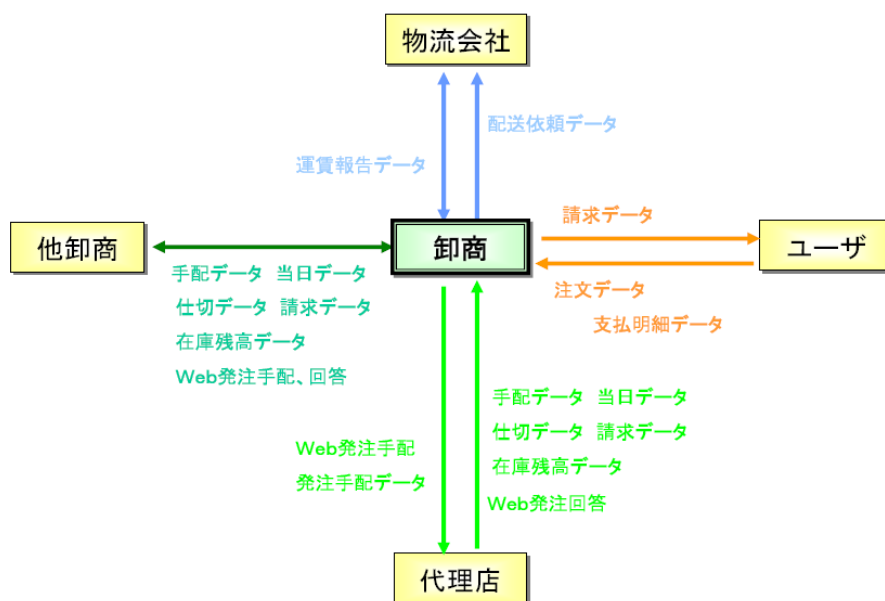 物流会社
配送依頼データ
運賃報告データ
他卸商
卸商
ユーザ
請求データ
注文データ
支払明細データ
手配データ 当日データ
仕切データ 請求データ
在庫残高データ
Web発注手配、回答
Web発注手配
発注手配データ
手配データ 当日データ
仕切データ 請求データ
在庫残高データ
Web発注回答
代理店